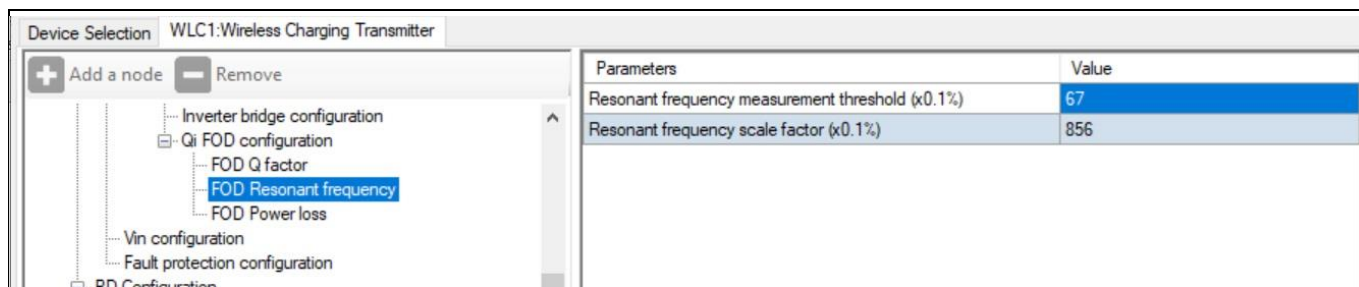 Device Selection WLC1:Wireless Charging Transmitter
Add a node Remove
Inverter bridge configuration
Qi FOD configuration
FOD Q factor
FOD Resonant frequency
FOD Power loss
Vin configuration
Fault protection configuration
PD Configuration
Parameters Value
Resonant frequency measurement threshold (x0.1%) 67
Resonant frequency scale factor (x0.1%) 856